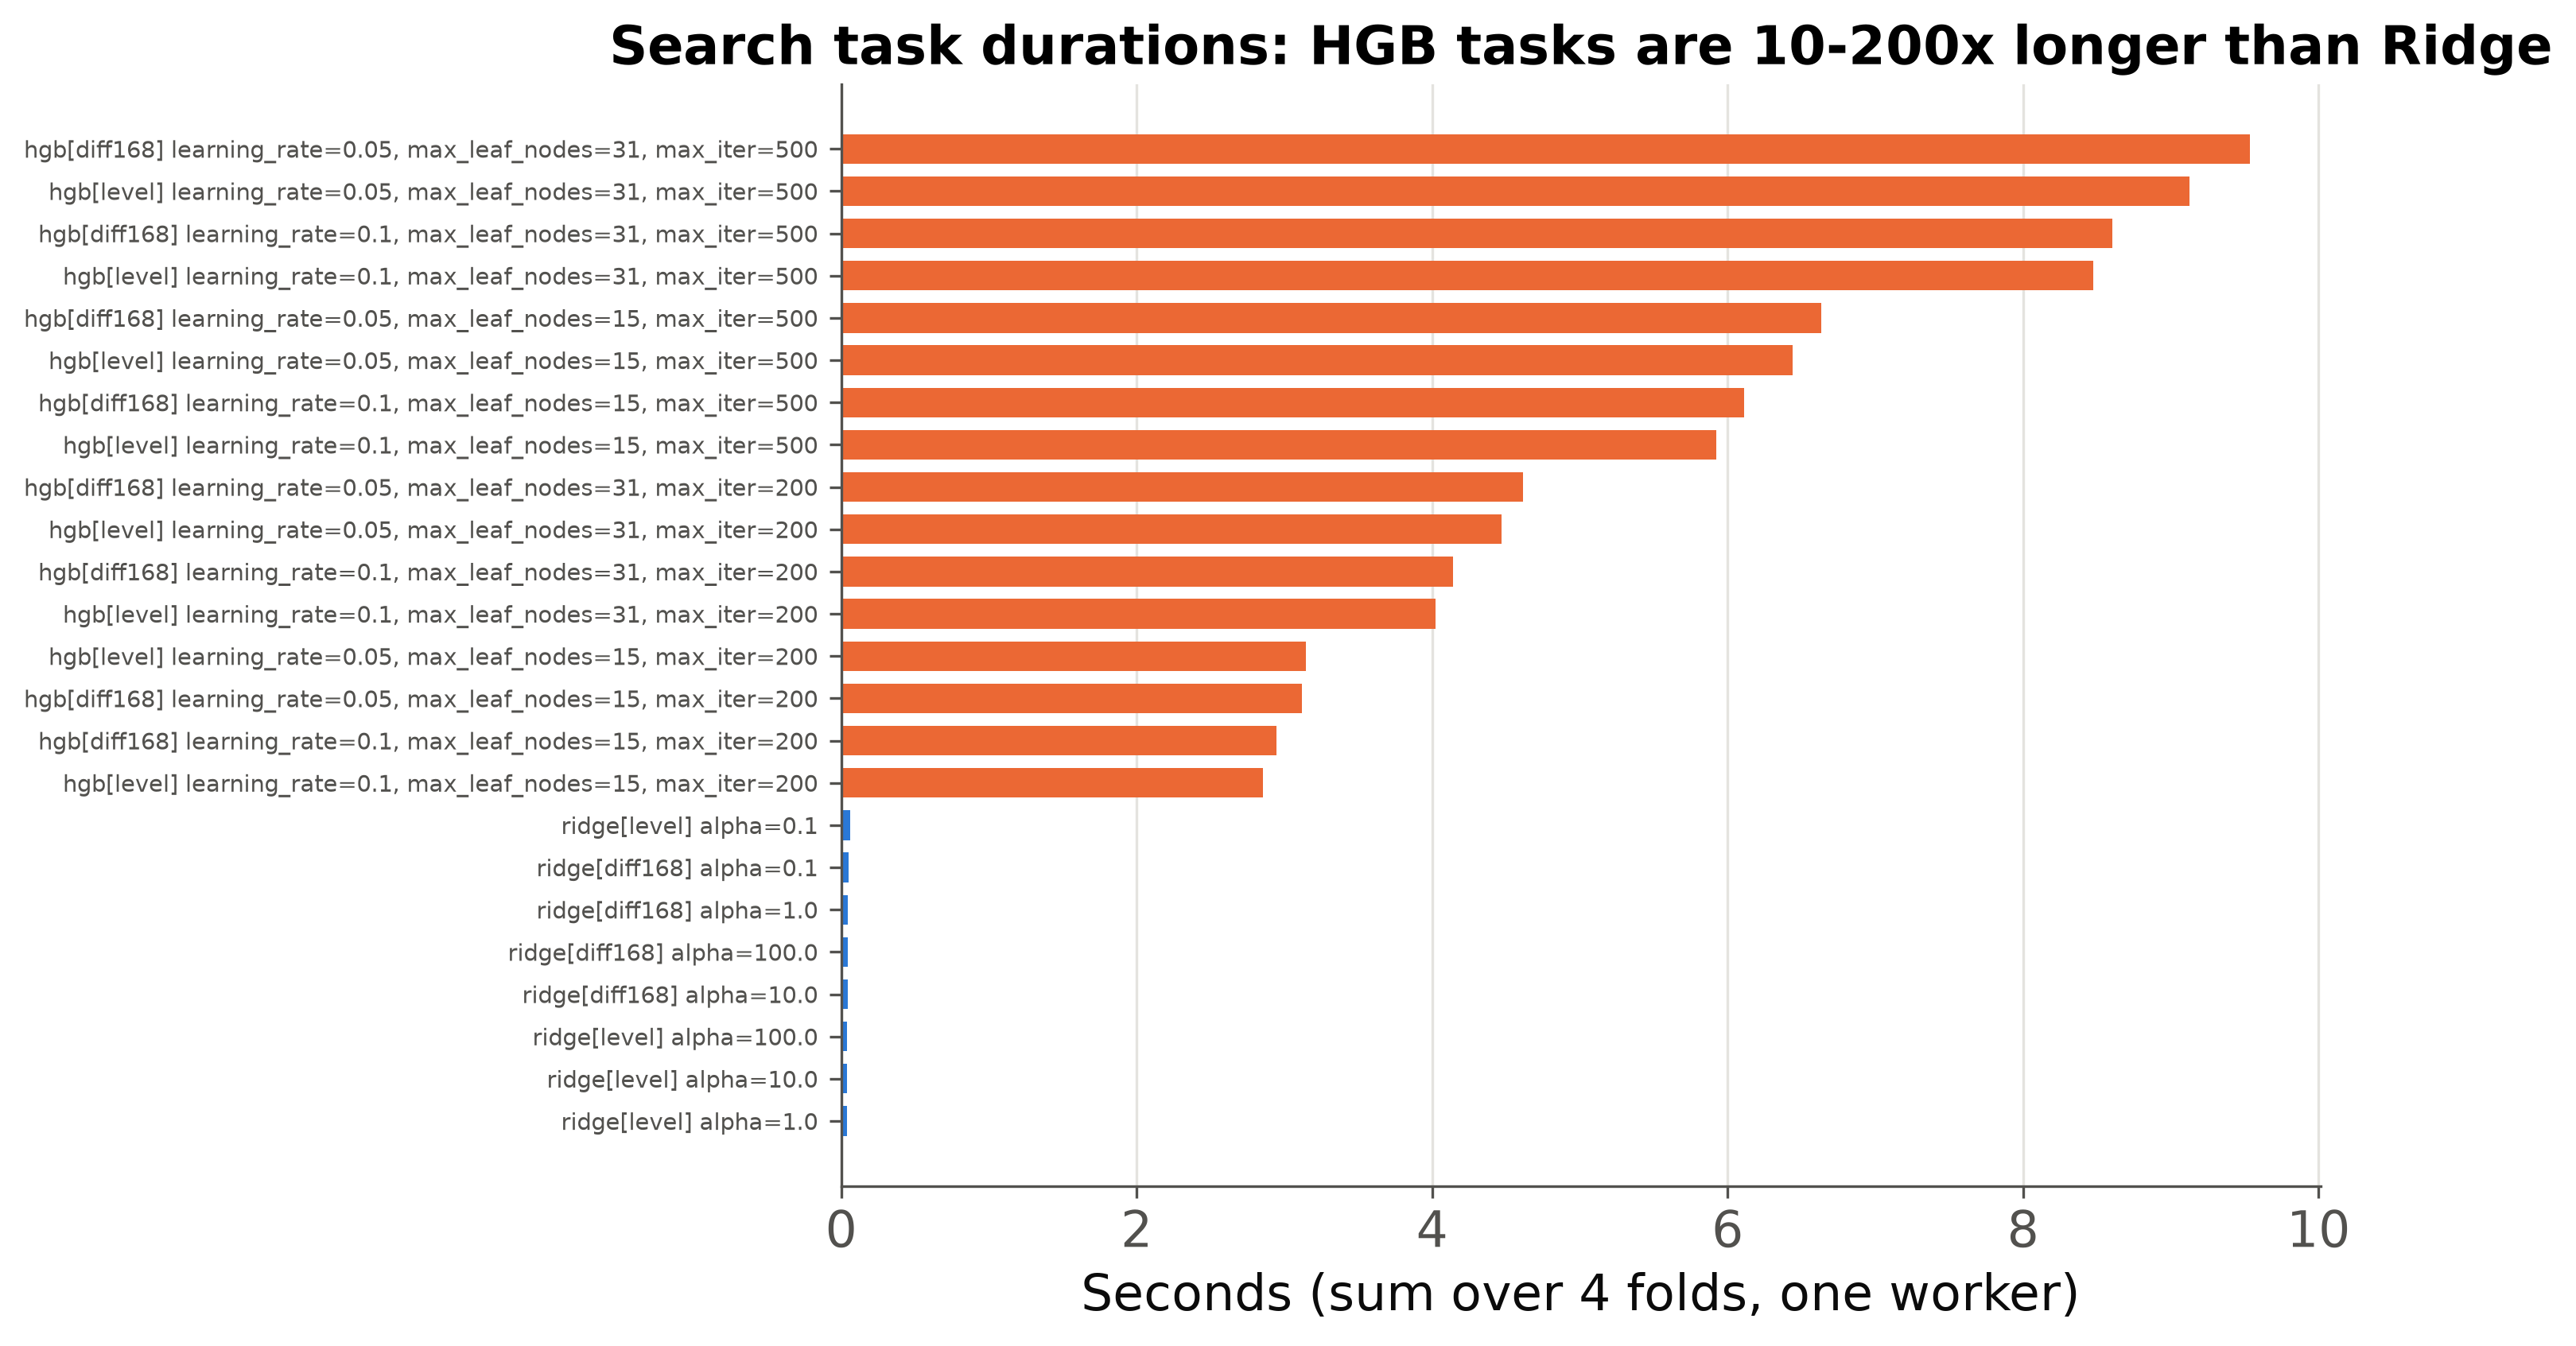 Search task durations: HGB tasks are 10-200x longer than Ridge
hgb[diff168] learning_rate=0.05, max_leaf_nodes=31, max_iter=500
hgb[level] learning_rate=0.05, max_leaf_nodes=31, max_iter=500
hgb[diff168] learning_rate=0.1, max_leaf_nodes=31, max_iter=500
hgb[level] learning_rate=0.1, max_leaf_nodes=31, max_iter=500
hgb[diff168] learning_rate=0.05, max_leaf_nodes=15, max_iter=500
hgb[level] learning_rate=0.05, max_leaf_nodes=15, max_iter=500
hgb[diff168] learning_rate=0.1, max_leaf_nodes=15, max_iter=500
hgb[level] learning_rate=0.1, max_leaf_nodes=15, max_iter=500
hgb[diff168] learning_rate=0.05, max_leaf_nodes=31, max_iter=200
hgb[level] learning_rate=0.05, max_leaf_nodes=31, max_iter=200
hgb[diff168] learning_rate=0.1, max_leaf_nodes=31, max_iter=200
hgb[level] learning_rate=0.1, max_leaf_nodes=31, max_iter=200
hgb[level] learning_rate=0.05, max_leaf_nodes=15, max_iter=200
hgb[diff168] learning_rate=0.05, max_leaf_nodes=15, max_iter=200
hgb[diff168] learning_rate=0.1, max_leaf_nodes=15, max_iter=200
hgb[level] learning_rate=0.1, max_leaf_nodes=15, max_iter=200
ridge[level] alpha=0.1
ridge[diff168] alpha=0.1
ridge[diff168] alpha=1.0
ridge[diff168] alpha=100.0
ridge[diff168] alpha=10.0
ridge[level] alpha=100.0
ridge[level] alpha=10.0
ridge[level] alpha=1.0
0 2 4 6 8 10
Seconds (sum over 4 folds, one worker)